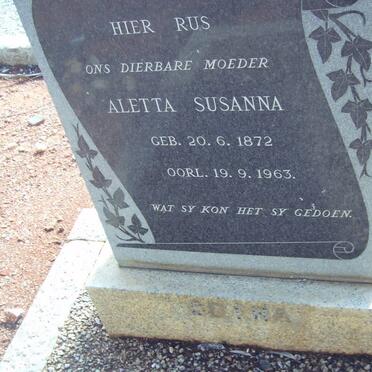 HIER RUS
ONS DIERBARE MOEDER
ALETTA SUSANNA
GEB. 20. 6. 1872
OORL. 19. 9. 1963.
WAT SY KON HET SY GEDOEN.